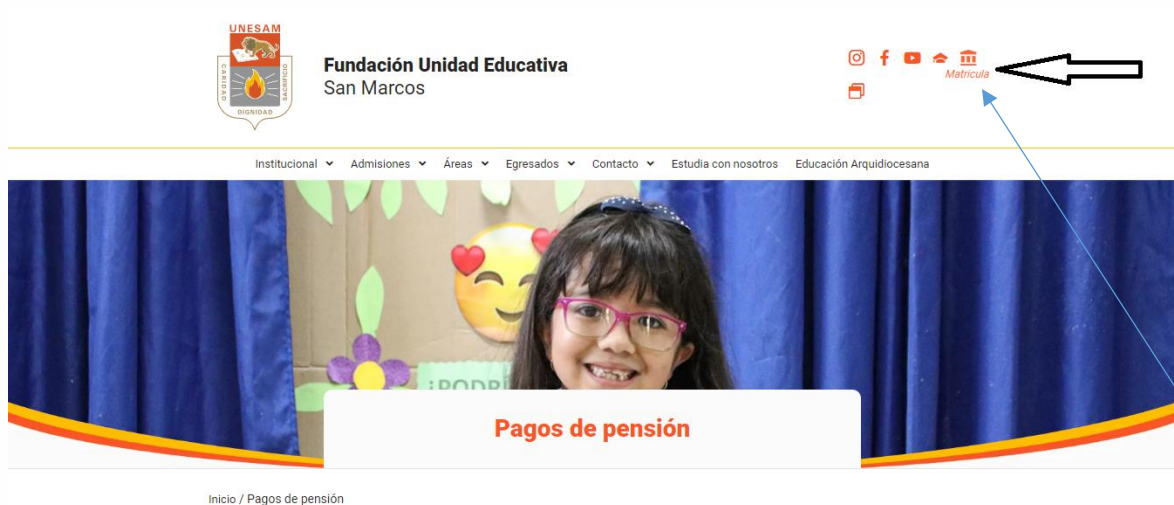 UNESAM
CARIDAD
SACRIFICIO
DIGNIDAD
Fundación Unidad Educativa
San Marcos
Matricula
Institucional Admisiones Áreas Egresados Contacto Estudia con nosotros Educación Arquidiocesana
Pagos de pensión
Inicio / Pagos de pensión